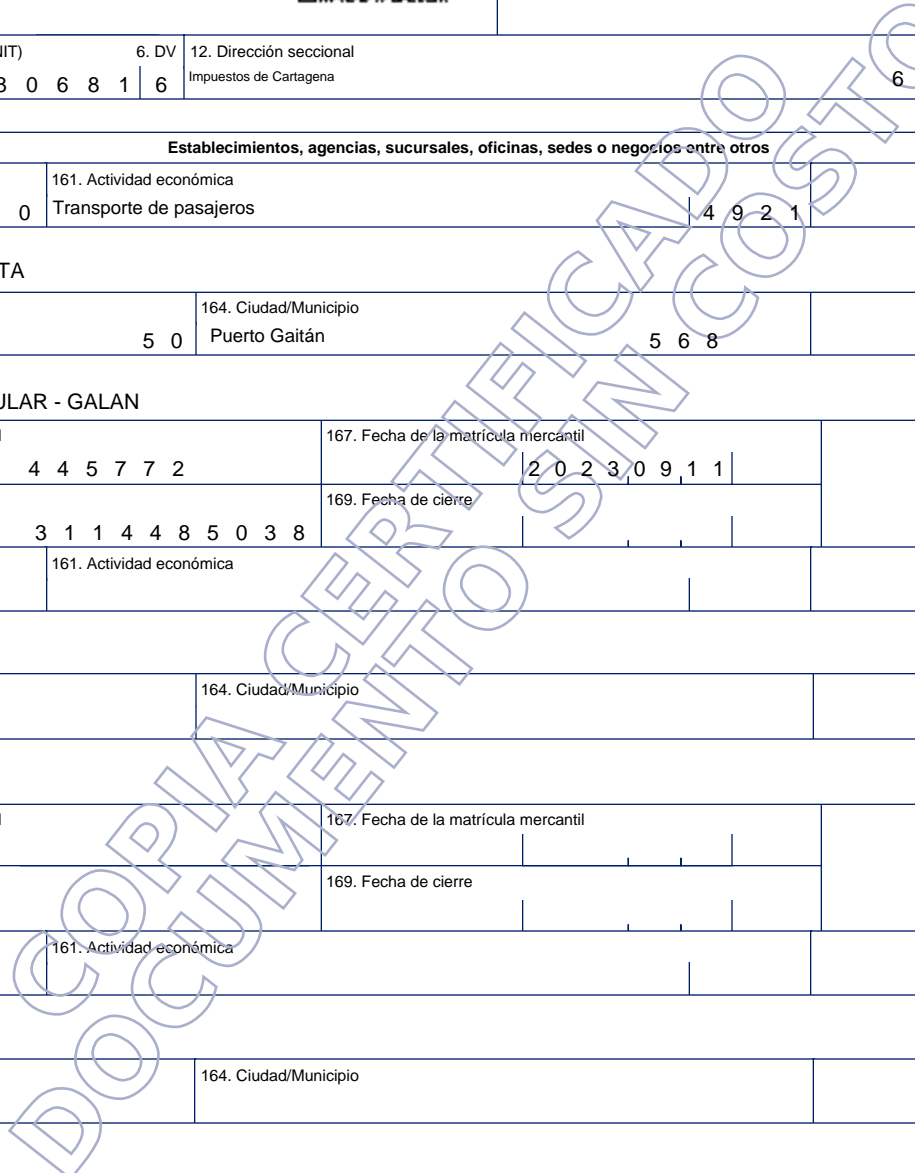 6. DV 12. Dirección seccional
0 6 8 1 6 Impuestos de Cartagena 6
Establecimientos, agencias, sucursales, oficinas, sedes o negocios entre otros
161. Actividad económica
0 Transporte de pasajeros 4 9 2 1
164. Ciudad/Municipio
5 0 Puerto Gaitán 5 6 8
ULAR - GALAN
167. Fecha de la matrícula mercantil
4 4 5 7 7 2 2 0 2 3 0 9 1 1
169. Fecha de cierre
3 1 1 4 4 8 5 0 3 8
161. Actividad económica
164. Ciudad/Municipio
167. Fecha de la matrícula mercantil
169. Fecha de cierre
161. Actividad económica
164. Ciudad/Municipio
COPIA CERTIFICADO
DOCUMENTO SIN COSTO